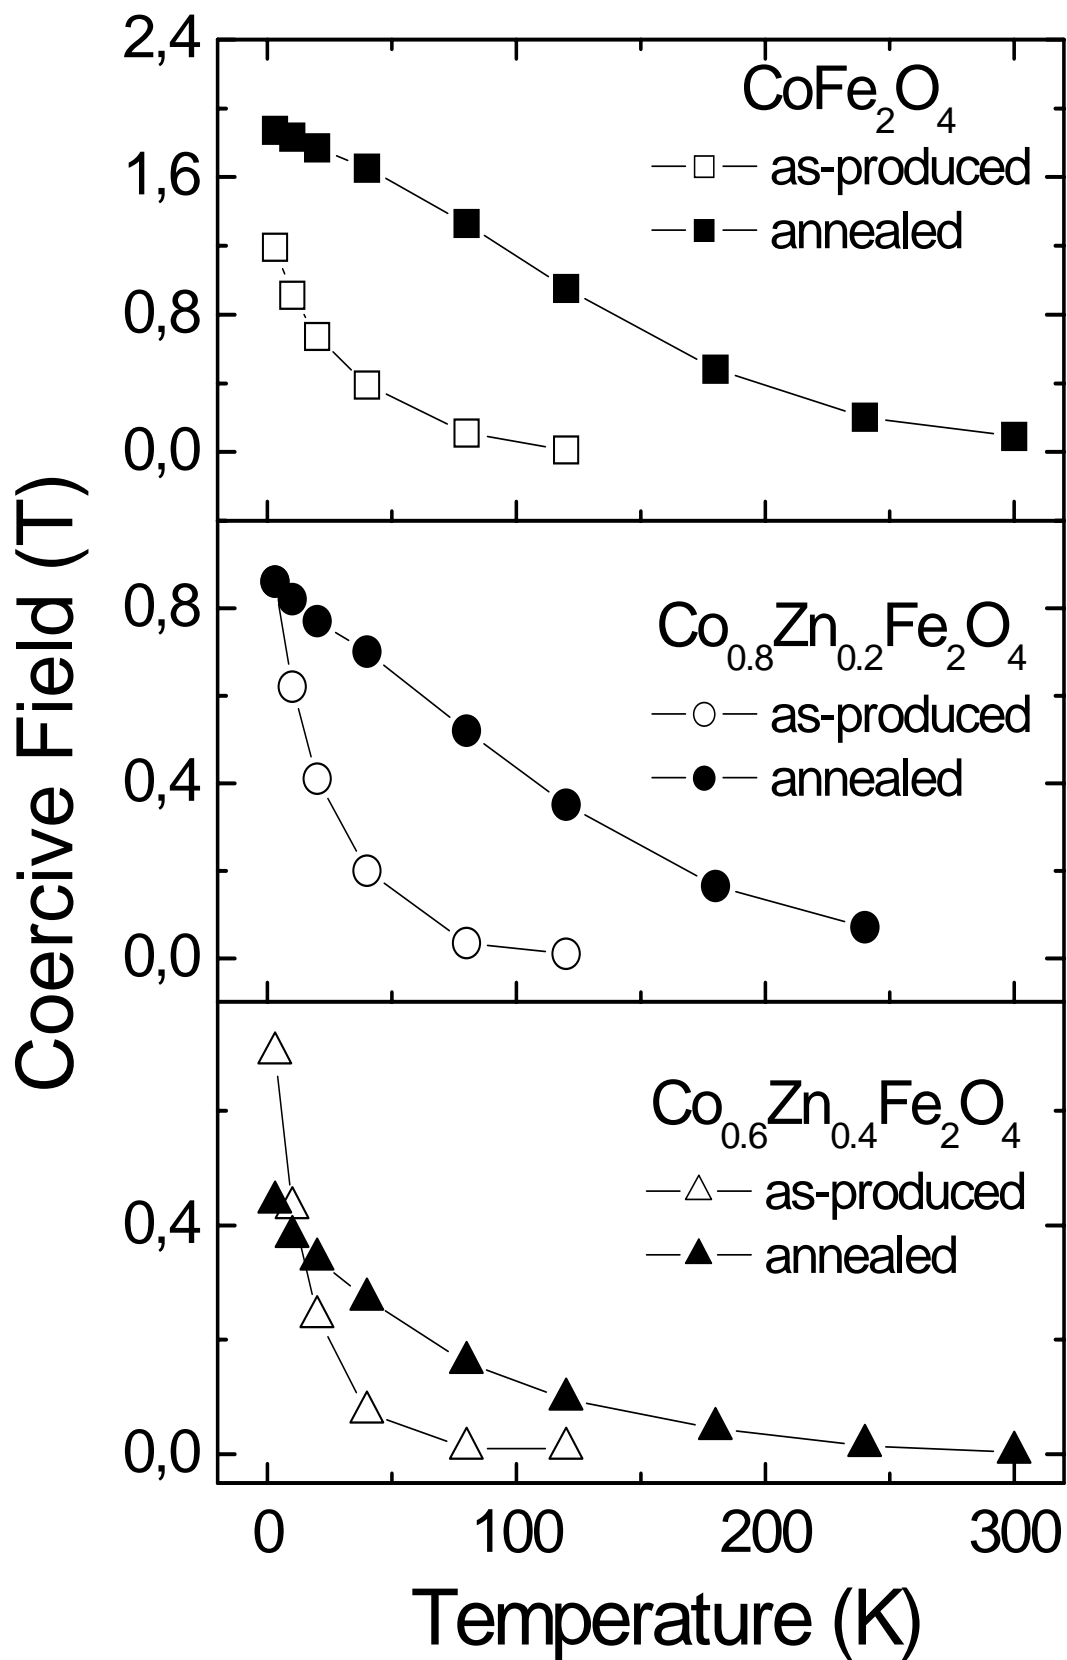 2,4
CoFe₂O₄
1,6
as-produced
annealed
0,8
0,0
Coercive Field (T)
0,8
Co₀.₈Zn₀.₂Fe₂O₄
as-produced
0,4
annealed
0,0
Co₀.₆Zn₀.₄Fe₂O₄
as-produced
0,4
annealed
0,0
0 100 200 300
Temperature (K)